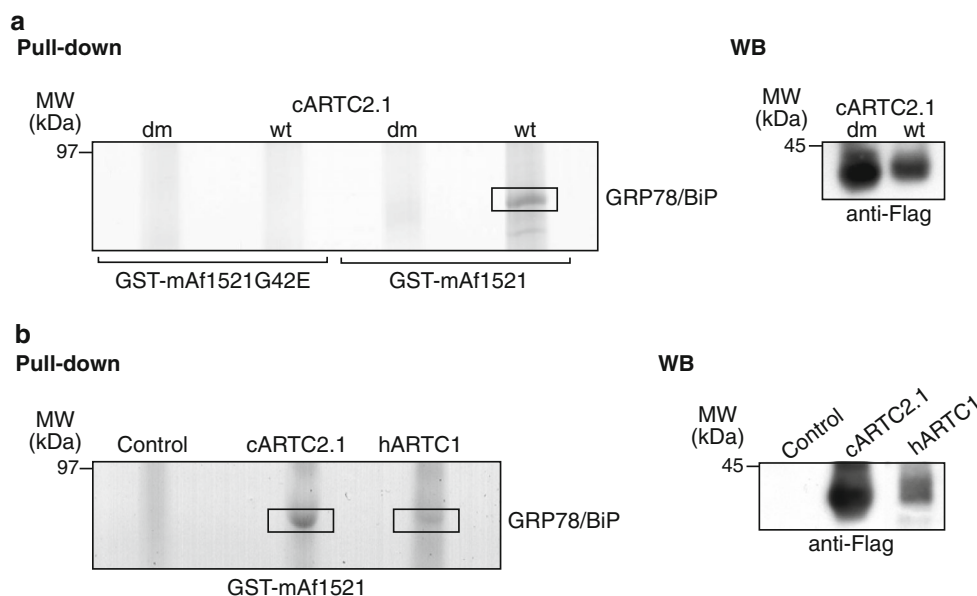 a
Pull-down
WB
MW
(kDa)
cARTC2.1
dm wt dm wt
97
GRP78/BiP
GST-mAf1521G42E GST-mAf1521
MW
(kDa)
cARTC2.1
dm wt
45
anti-Flag
b
Pull-down
WB
MW
(kDa)
Control cARTC2.1 hARTC1
97
GRP78/BiP
GST-mAf1521
MW
(kDa)
Control cARTC2.1 hARTC1
45
anti-Flag